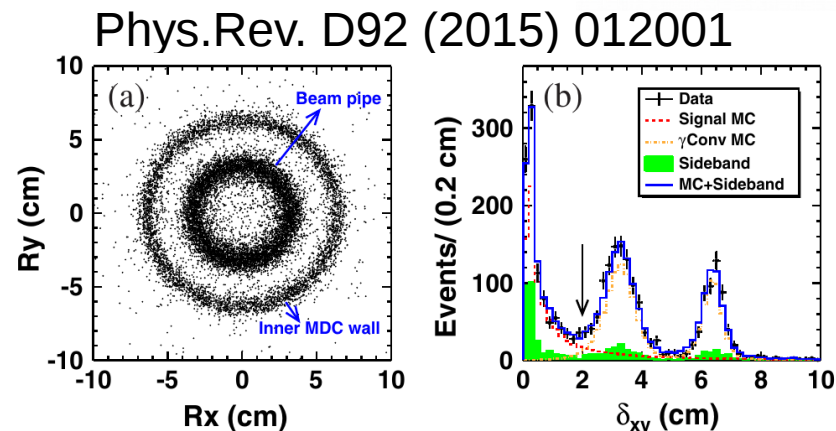 Phys.Rev. D92 (2015) 012001
(a)
Beam pipe
Inner MDC wall
Ry (cm)
10
5
0
-5
-10
-10 -5 0 5 10
Rx (cm)
(b)
Data
Signal MC
γConv MC
Sideband
MC+Sideband
Events/ (0.2 cm)
300
200
100
0
0 2 4 6 8 10
δxy (cm)